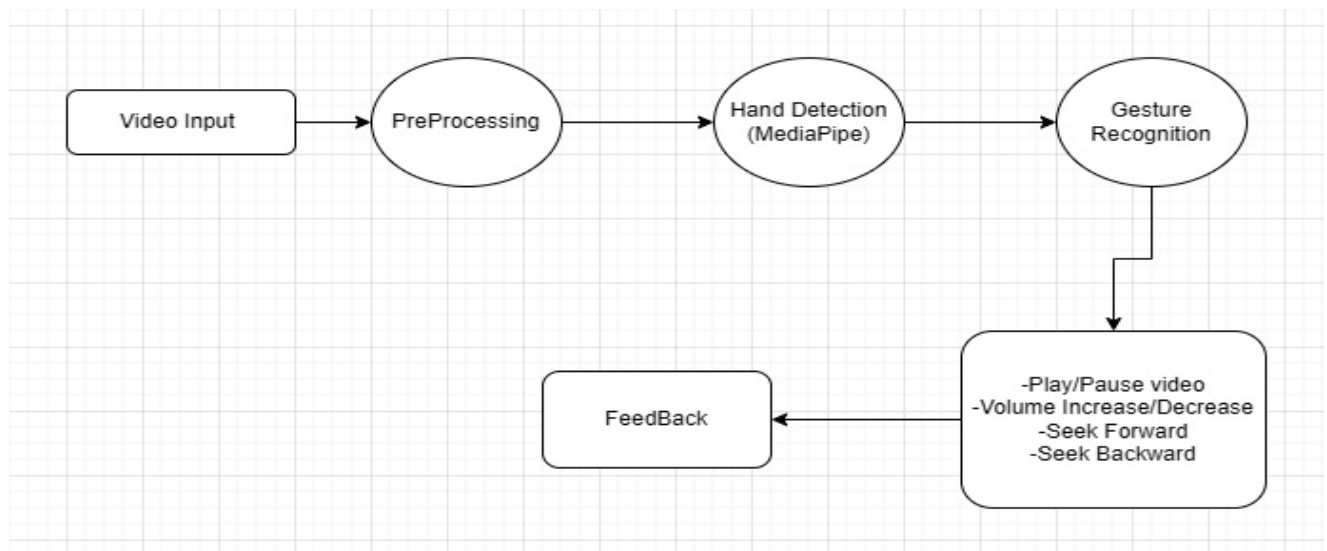 Video Input
PreProcessing
Hand Detection
(MediaPipe)
Gesture
Recognition
-Play/Pause video
-Volume Increase/Decrease
-Seek Forward
-Seek Backward
FeedBack